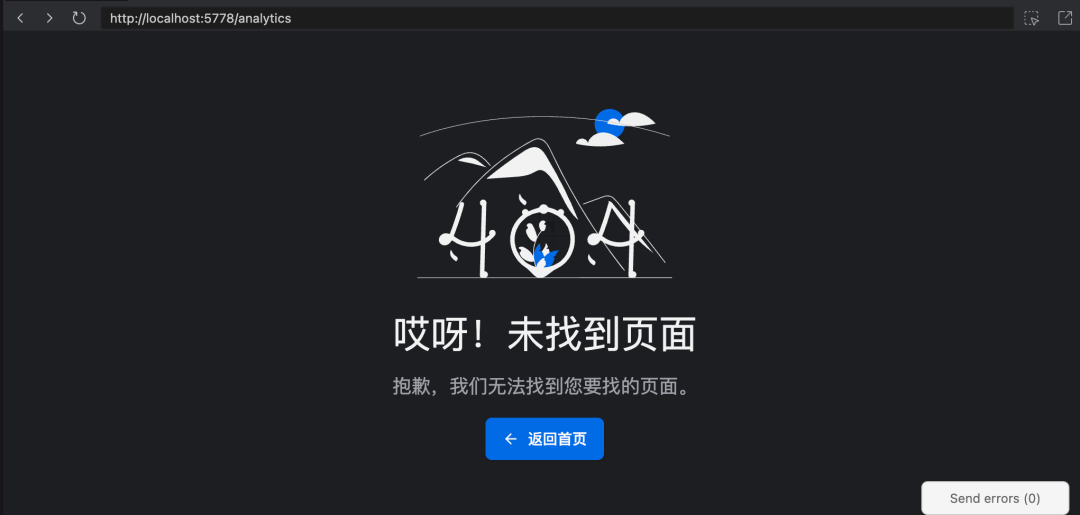 http://localhost:5778/analytics
404
哎呀！未找到页面
抱歉，我们无法找到您要找的页面。
返回首页
Send errors (0)